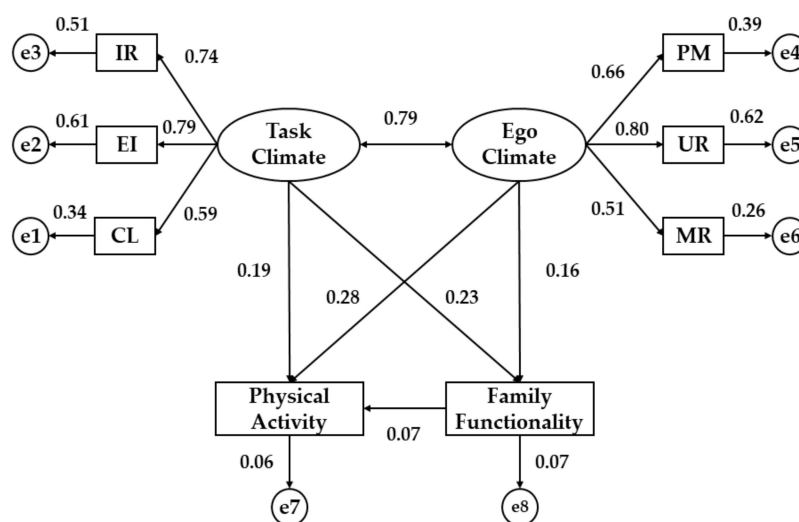 0.51
0.39
e3
IR
0.74
0.66
PM
e4
0.61
0.79
Task
Climate
0.79
Ego
Climate
0.80
0.62
e2
EI
UR
e5
0.34
0.59
0.51
0.26
e1
CL
MR
e6
0.19
0.28
0.23
0.16
Physical
Activity
Family
Functionality
0.07
0.06
0.07
e7
e8